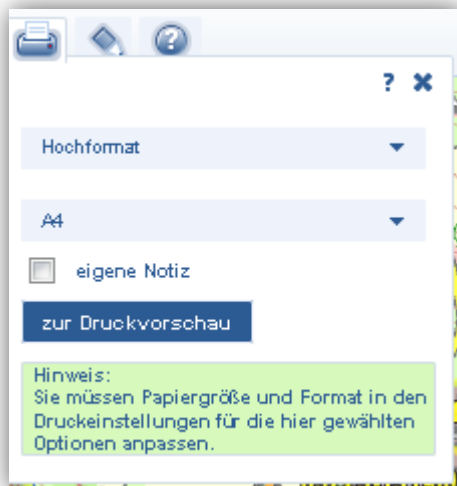 ?
Hochformat
A4
eigene Notiz
zur Druckvorschau
Hinweis:
Sie müssen Papiergröße und Format in den
Druckeinstellungen für die hier gewählten
Optionen anpassen.